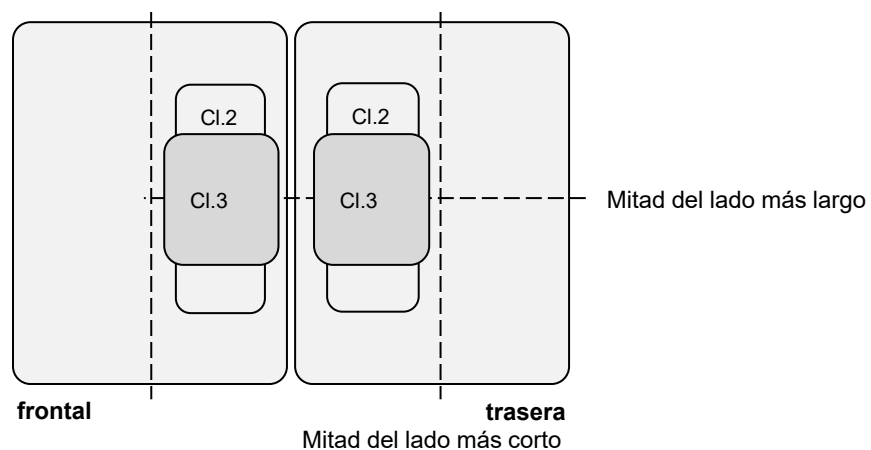 Cl.2
Cl.2
Cl.3
Cl.3
Mitad del lado más largo
frontal
trasera
Mitad del lado más corto